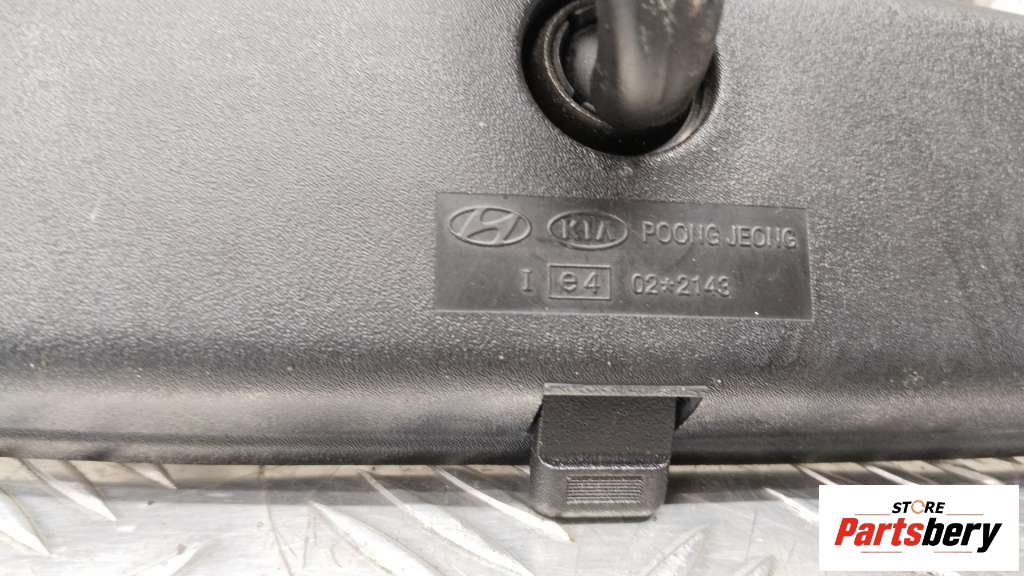 KIA POONG JEONG
I e4 02*2143
STORE
Partsbery